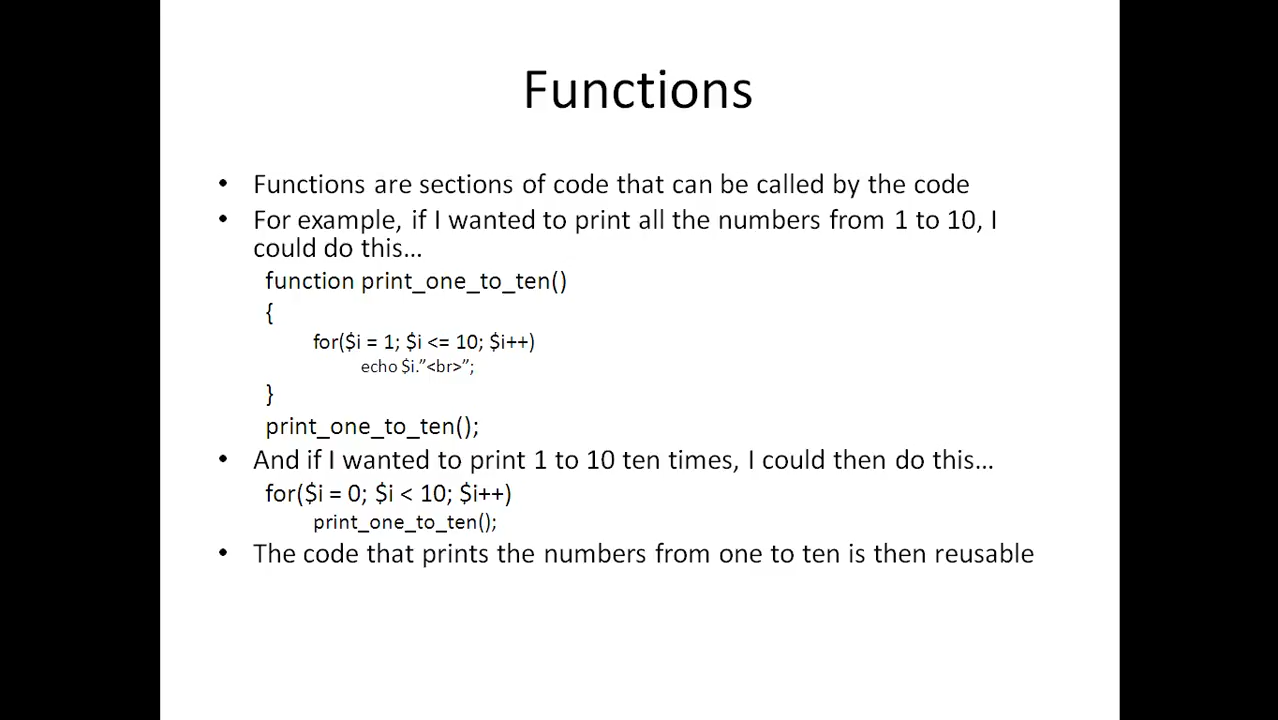 Functions
• Functions are sections of code that can be called by the code
• For example, if I wanted to print all the numbers from 1 to 10, I
could do this…
function print_one_to_ten()
{
for($i = 1; $i <= 10; $i++)
echo $i.”<br>”;
}
print_one_to_ten();
• And if I wanted to print 1 to 10 ten times, I could then do this…
for($i = 0; $i < 10; $i++)
print_one_to_ten();
• The code that prints the numbers from one to ten is then reusable